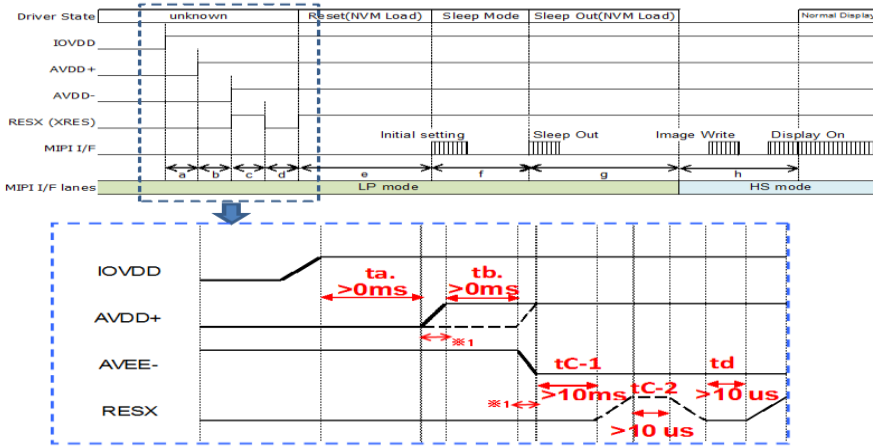 Driver State unknown Reset(NVM Load) Sleep Mode Sleep Out(NVM Load) Normal Display
IOVDD
AVDD+
AVDD-
RESX (XRES)
Initial setting Sleep Out Image Write Display On
MIPI I/F
a b c d e f g h
MIPI I/F lanes LP mode HS mode
IOVDD
ta. tb.
>0ms >0ms
AVDD+
※1
AVEE-
tC-1 tC-2 td
※1 >10ms >10 us
RESX
>10 us